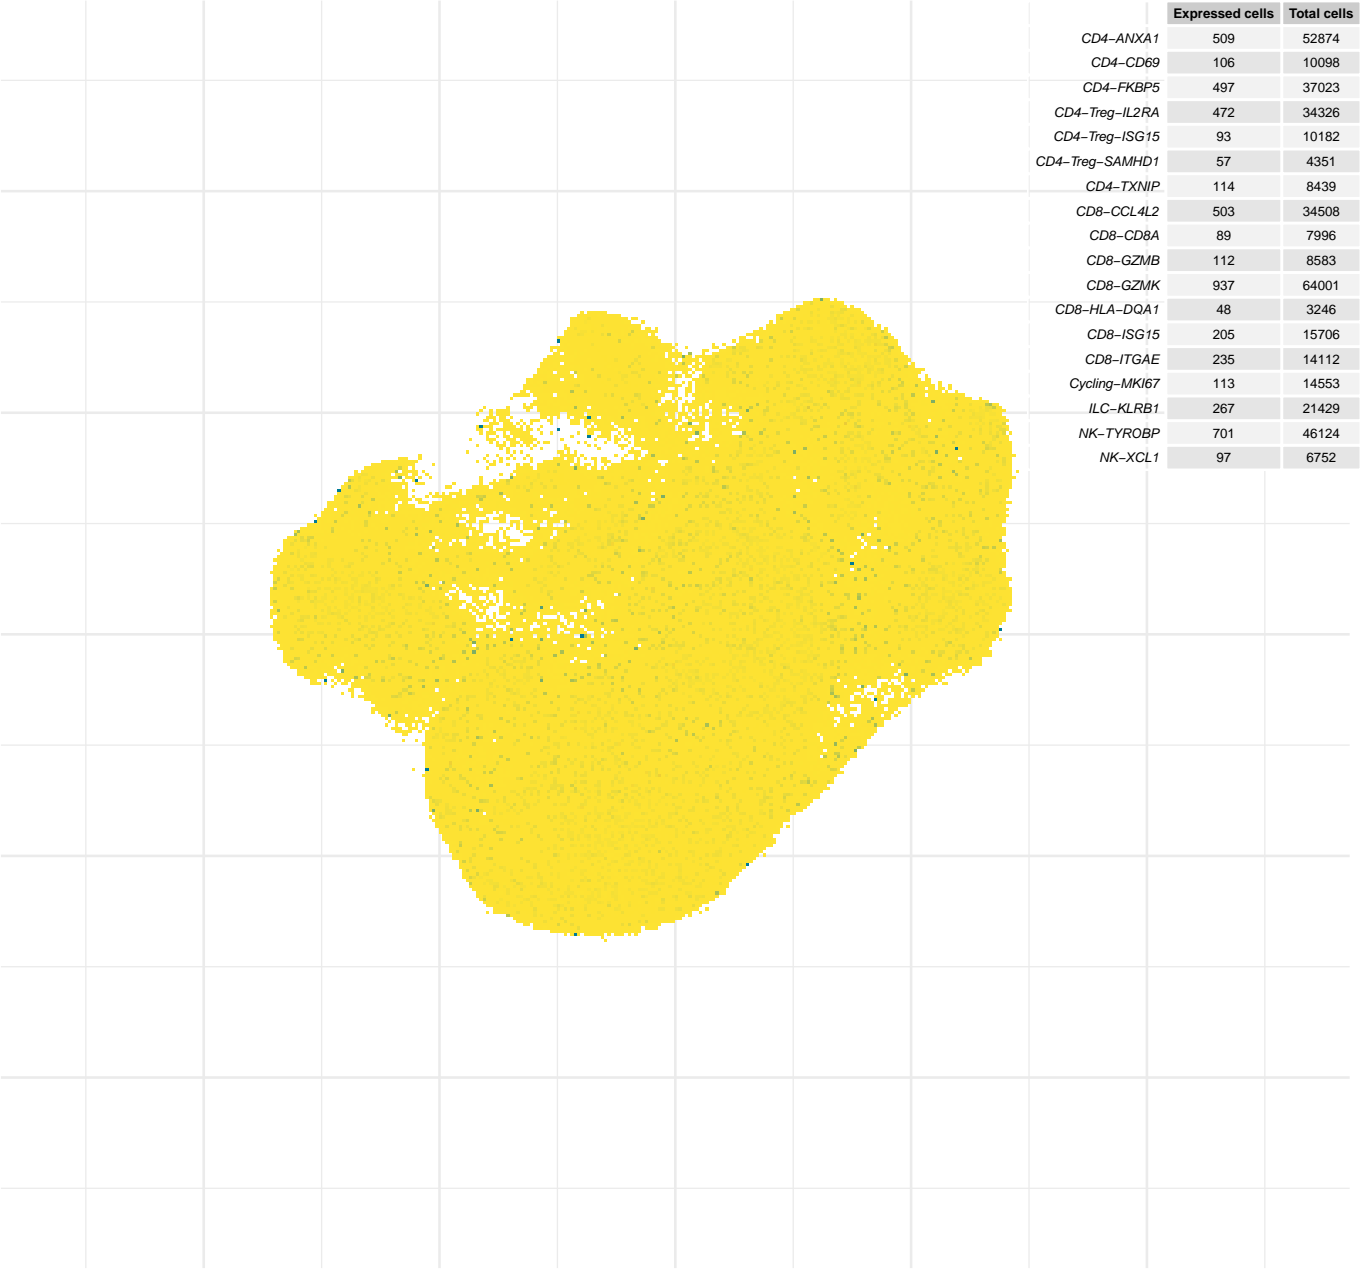 Expressed cells Total cells
CD4−ANXA1 509 52874
CD4−CD69 106 10098
CD4−FKBP5 497 37023
CD4−Treg−IL2RA 472 34326
CD4−Treg−ISG15 93 10182
CD4−Treg−SAMHD1 57 4351
CD4−TXNIP 114 8439
CD8−CCL4L2 503 34508
CD8−CD8A 89 7996
CD8−GZMB 112 8583
CD8−GZMK 937 64001
CD8−HLA−DQA1 48 3246
CD8−ISG15 205 15706
CD8−ITGAE 235 14112
Cycling−MKI67 113 14553
ILC−KLRB1 267 21429
NK−TYROBP 701 46124
NK−XCL1 97 6752